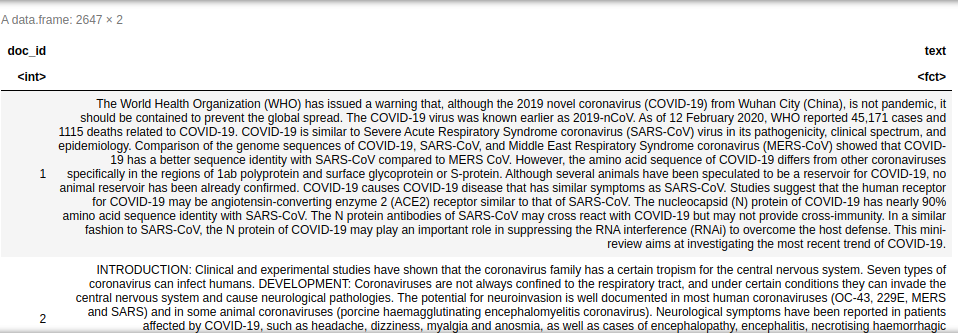 A data.frame: 2647 × 2
doc_id text
<int> <fct>
The World Health Organization (WHO) has issued a warning that, although the 2019 novel coronavirus (COVID-19) from Wuhan City (China), is not pandemic, it
should be contained to prevent the global spread. The COVID-19 virus was known earlier as 2019-nCoV. As of 12 February 2020, WHO reported 45,171 cases and
1115 deaths related to COVID-19. COVID-19 is similar to Severe Acute Respiratory Syndrome coronavirus (SARS-CoV) virus in its pathogenicity, clinical spectrum, and
epidemiology. Comparison of the genome sequences of COVID-19, SARS-CoV, and Middle East Respiratory Syndrome coronavirus (MERS-CoV) showed that COVID-
19 has a better sequence identity with SARS-CoV compared to MERS CoV. However, the amino acid sequence of COVID-19 differs from other coronaviruses
1 specifically in the regions of 1ab polyprotein and surface glycoprotein or S-protein. Although several animals have been speculated to be a reservoir for COVID-19, no
animal reservoir has been already confirmed. COVID-19 causes COVID-19 disease that has similar symptoms as SARS-CoV. Studies suggest that the human receptor
for COVID-19 may be angiotensin-converting enzyme 2 (ACE2) receptor similar to that of SARS-CoV. The nucleocapsid (N) protein of COVID-19 has nearly 90%
amino acid sequence identity with SARS-CoV. The N protein antibodies of SARS-CoV may cross react with COVID-19 but may not provide cross-immunity. In a similar
fashion to SARS-CoV, the N protein of COVID-19 may play an important role in suppressing the RNA interference (RNAi) to overcome the host defense. This mini-
review aims at investigating the most recent trend of COVID-19.
INTRODUCTION: Clinical and experimental studies have shown that the coronavirus family has a certain tropism for the central nervous system. Seven types of
coronavirus can infect humans. DEVELOPMENT: Coronaviruses are not always confined to the respiratory tract, and under certain conditions they can invade the
central nervous system and cause neurological pathologies. The potential for neuroinvasion is well documented in most human coronaviruses (OC-43, 229E, MERS
2 and SARS) and in some animal coronaviruses (porcine haemagglutinating encephalomyelitis coronavirus). Neurological symptoms have been reported in patients
affected by COVID-19, such as headache, dizziness, myalgia and anosmia, as well as cases of encephalopathy, encephalitis, necrotising haemorrhagic